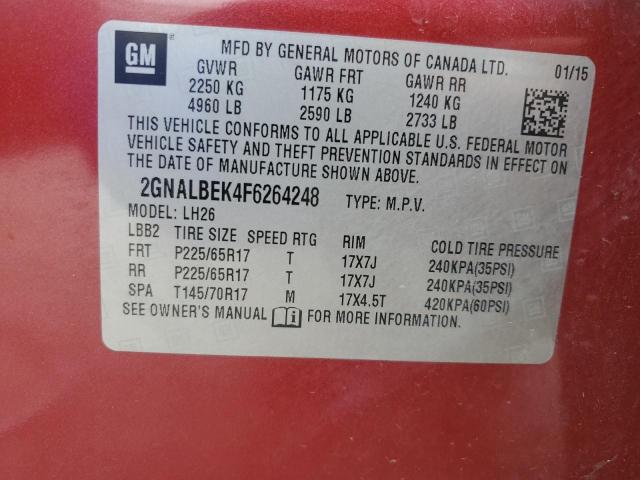 GM
MFD BY GENERAL MOTORS OF CANADA LTD. 01/15
GVWR GAWR FRT GAWR RR
2250 KG 1175 KG 1240 KG
4960 LB 2590 LB 2733 LB
THIS VEHICLE CONFORMS TO ALL APPLICABLE U.S. FEDERAL MOTOR
VEHICLE SAFETY AND THEFT PREVENTION STANDARDS IN EFFECT ON
THE DATE OF MANUFACTURE SHOWN ABOVE.
2GNALBEK4F6264248 TYPE: M.P.V.
MODEL: LH26
LBB2 TIRE SIZE SPEED RTG RIM COLD TIRE PRESSURE
FRT P225/65R17 T 17X7J 240KPA(35PSI)
RR P225/65R17 T 17X7J 240KPA(35PSI)
SPA T145/70R17 M 17X4.5T 420KPA(60PSI)
SEE OWNER'S MANUAL FOR MORE INFORMATION.